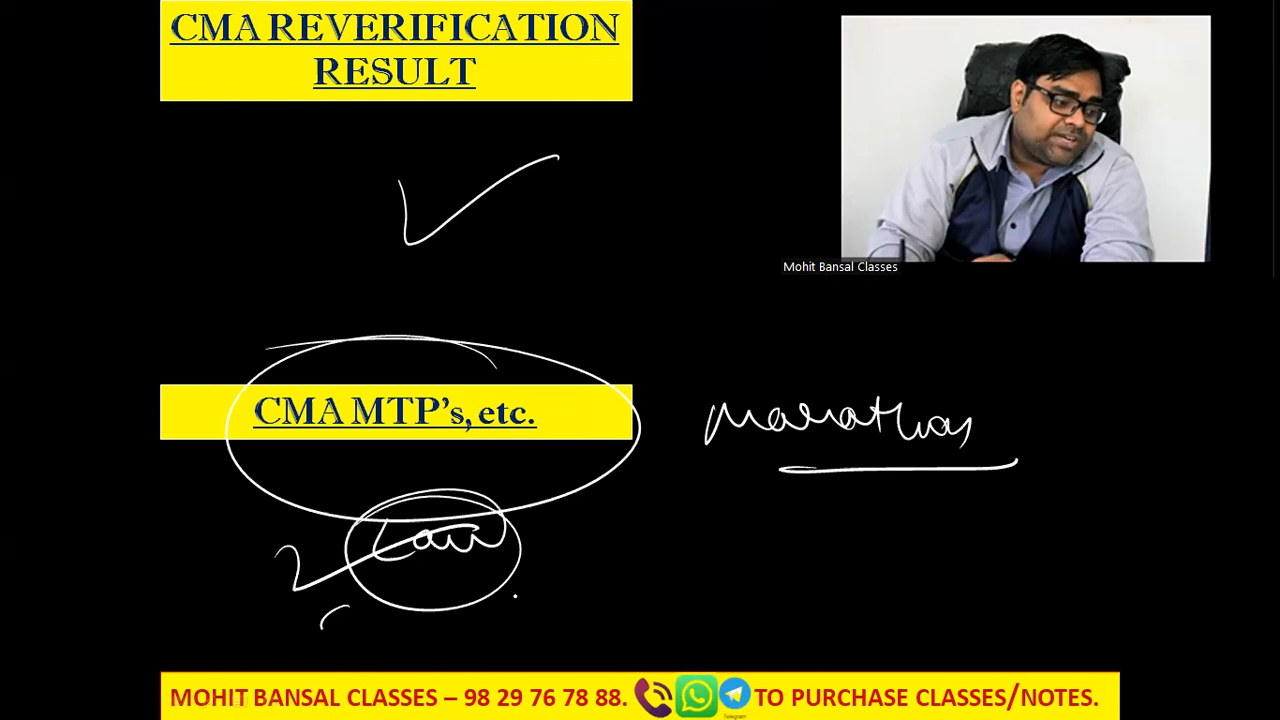 CMA REVERIFICATION
RESULT
Mohit Bansal Classes
CMA MTP's, etc.
Marathon
Law
MOHIT BANSAL CLASSES – 98 29 76 78 88. TO PURCHASE CLASSES/NOTES.
Telegram